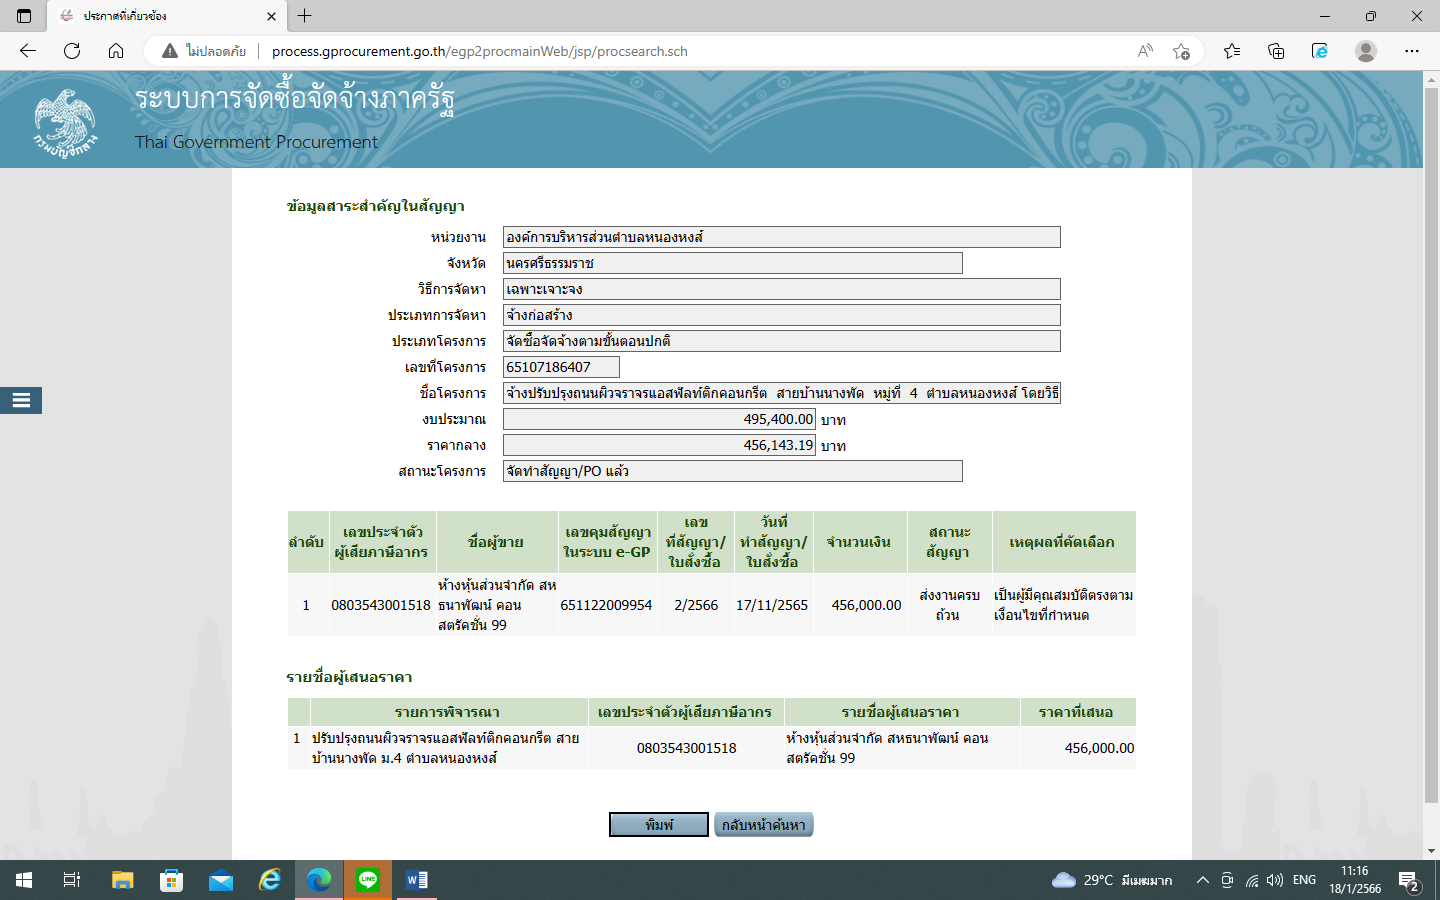 ประกาศที่เกี่ยวข้อง
ไม่ปลอดภัย process.gprocurement.go.th/egp2procmainWeb/jsp/procsearch.sch
ระบบการจัดซื้อจัดจ้างภาครัฐ
Thai Government Procurement
กรมบัญชีกลาง
ข้อมูลสาระสำคัญในสัญญา
หน่วยงาน องค์การบริหารส่วนตำบลหนองหงส์
จังหวัด นครศรีธรรมราช
วิธีการจัดหา เฉพาะเจาะจง
ประเภทการจัดหา จ้างก่อสร้าง
ประเภทโครงการ จัดซื้อจัดจ้างตามขั้นตอนปกติ
เลขที่โครงการ 65107186407
ชื่อโครงการ จ้างปรับปรุงถนนผิวจราจรแอสฟัลท์ติกคอนกรีต สายบ้านนางพัด หมู่ที่ 4 ตำบลหนองหงส์ โดยวิธี
งบประมาณ 495,400.00 บาท
ราคากลาง 456,143.19 บาท
สถานะโครงการ จัดทำสัญญา/PO แล้ว
ลำดับ เลขประจำตัวผู้เสียภาษีอากร ชื่อผู้ขาย เลขคุมสัญญาในระบบ e-GP เลขที่สัญญา/ใบสั่งซื้อ วันที่ทำสัญญา/ใบสั่งซื้อ จำนวนเงิน สถานะสัญญา เหตุผลที่คัดเลือก
1 0803543001518 ห้างหุ้นส่วนจำกัด สหธนาพัฒน์ คอนสตรัคชั่น 99 651122009954 2/2566 17/11/2565 456,000.00 ส่งงานครบถ้วน เป็นผู้มีคุณสมบัติตรงตามเงื่อนไขที่กำหนด
รายชื่อผู้เสนอราคา
รายการพิจารณา เลขประจำตัวผู้เสียภาษีอากร รายชื่อผู้เสนอราคา ราคาที่เสนอ
1 ปรับปรุงถนนผิวจราจรแอสฟัลท์ติกคอนกรีต สายบ้านนางพัด ม.4 ตำบลหนองหงส์ 0803543001518 ห้างหุ้นส่วนจำกัด สหธนาพัฒน์ คอนสตรัคชั่น 99 456,000.00
พิมพ์ กลับหน้าค้นหา
LINE 29°C มีเมฆมาก ENG 11:16
18/1/2566 2